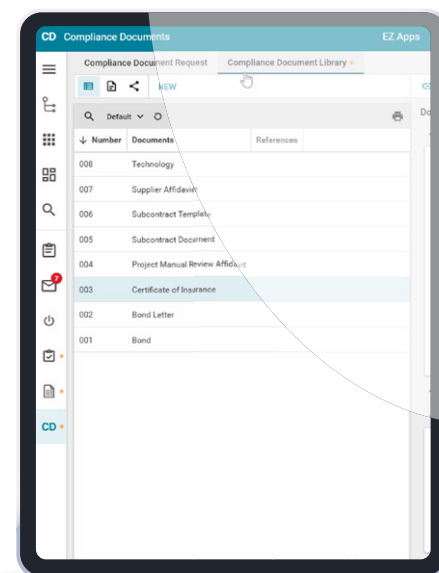 CD Compliance Documents EZ Apps
Compliance Document Request Compliance Document Library
NEW
Default
Number Documents References
008 Technology
007 Supplier Affidavit
006 Subcontract Template
005 Subcontract Document
004 Project Manual Review Affidavit
7
003 Certificate of Insurance
002 Bond Letter
001 Bond
CD